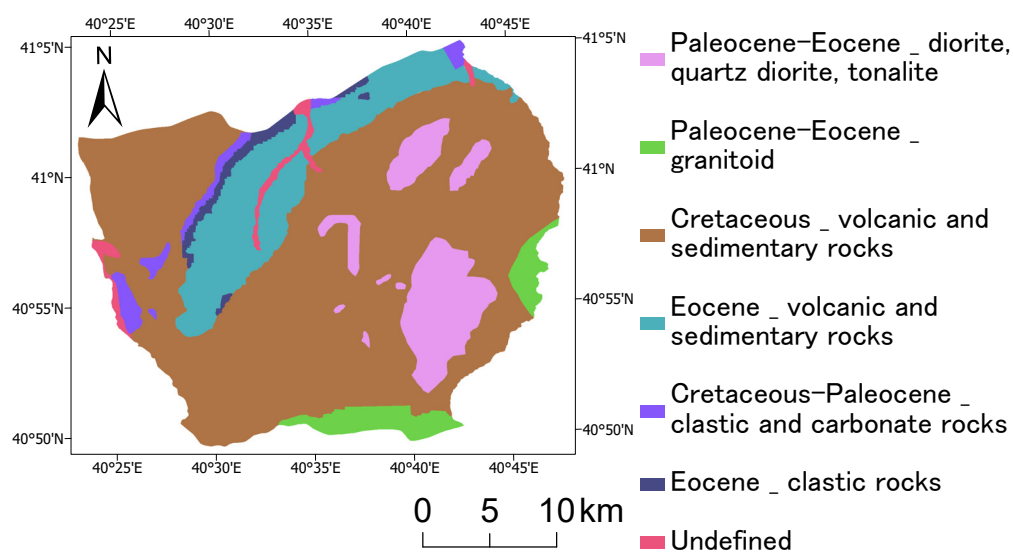 40°25'E 40°30'E 40°35'E 40°40'E 40°45'E
41°5'N
41°5'N
N
41°N
41°N
40°55'N
40°55'N
40°50'N
40°50'N
40°25'E 40°30'E 40°35'E 40°40'E 40°45'E
0 5 10 km
Paleocene-Eocene _ diorite,
quartz diorite, tonalite
Paleocene-Eocene _
granitoid
Cretaceous _ volcanic and
sedimentary rocks
Eocene _ volcanic and
sedimentary rocks
Cretaceous-Paleocene _
clastic and carbonate rocks
Eocene _ clastic rocks
Undefined